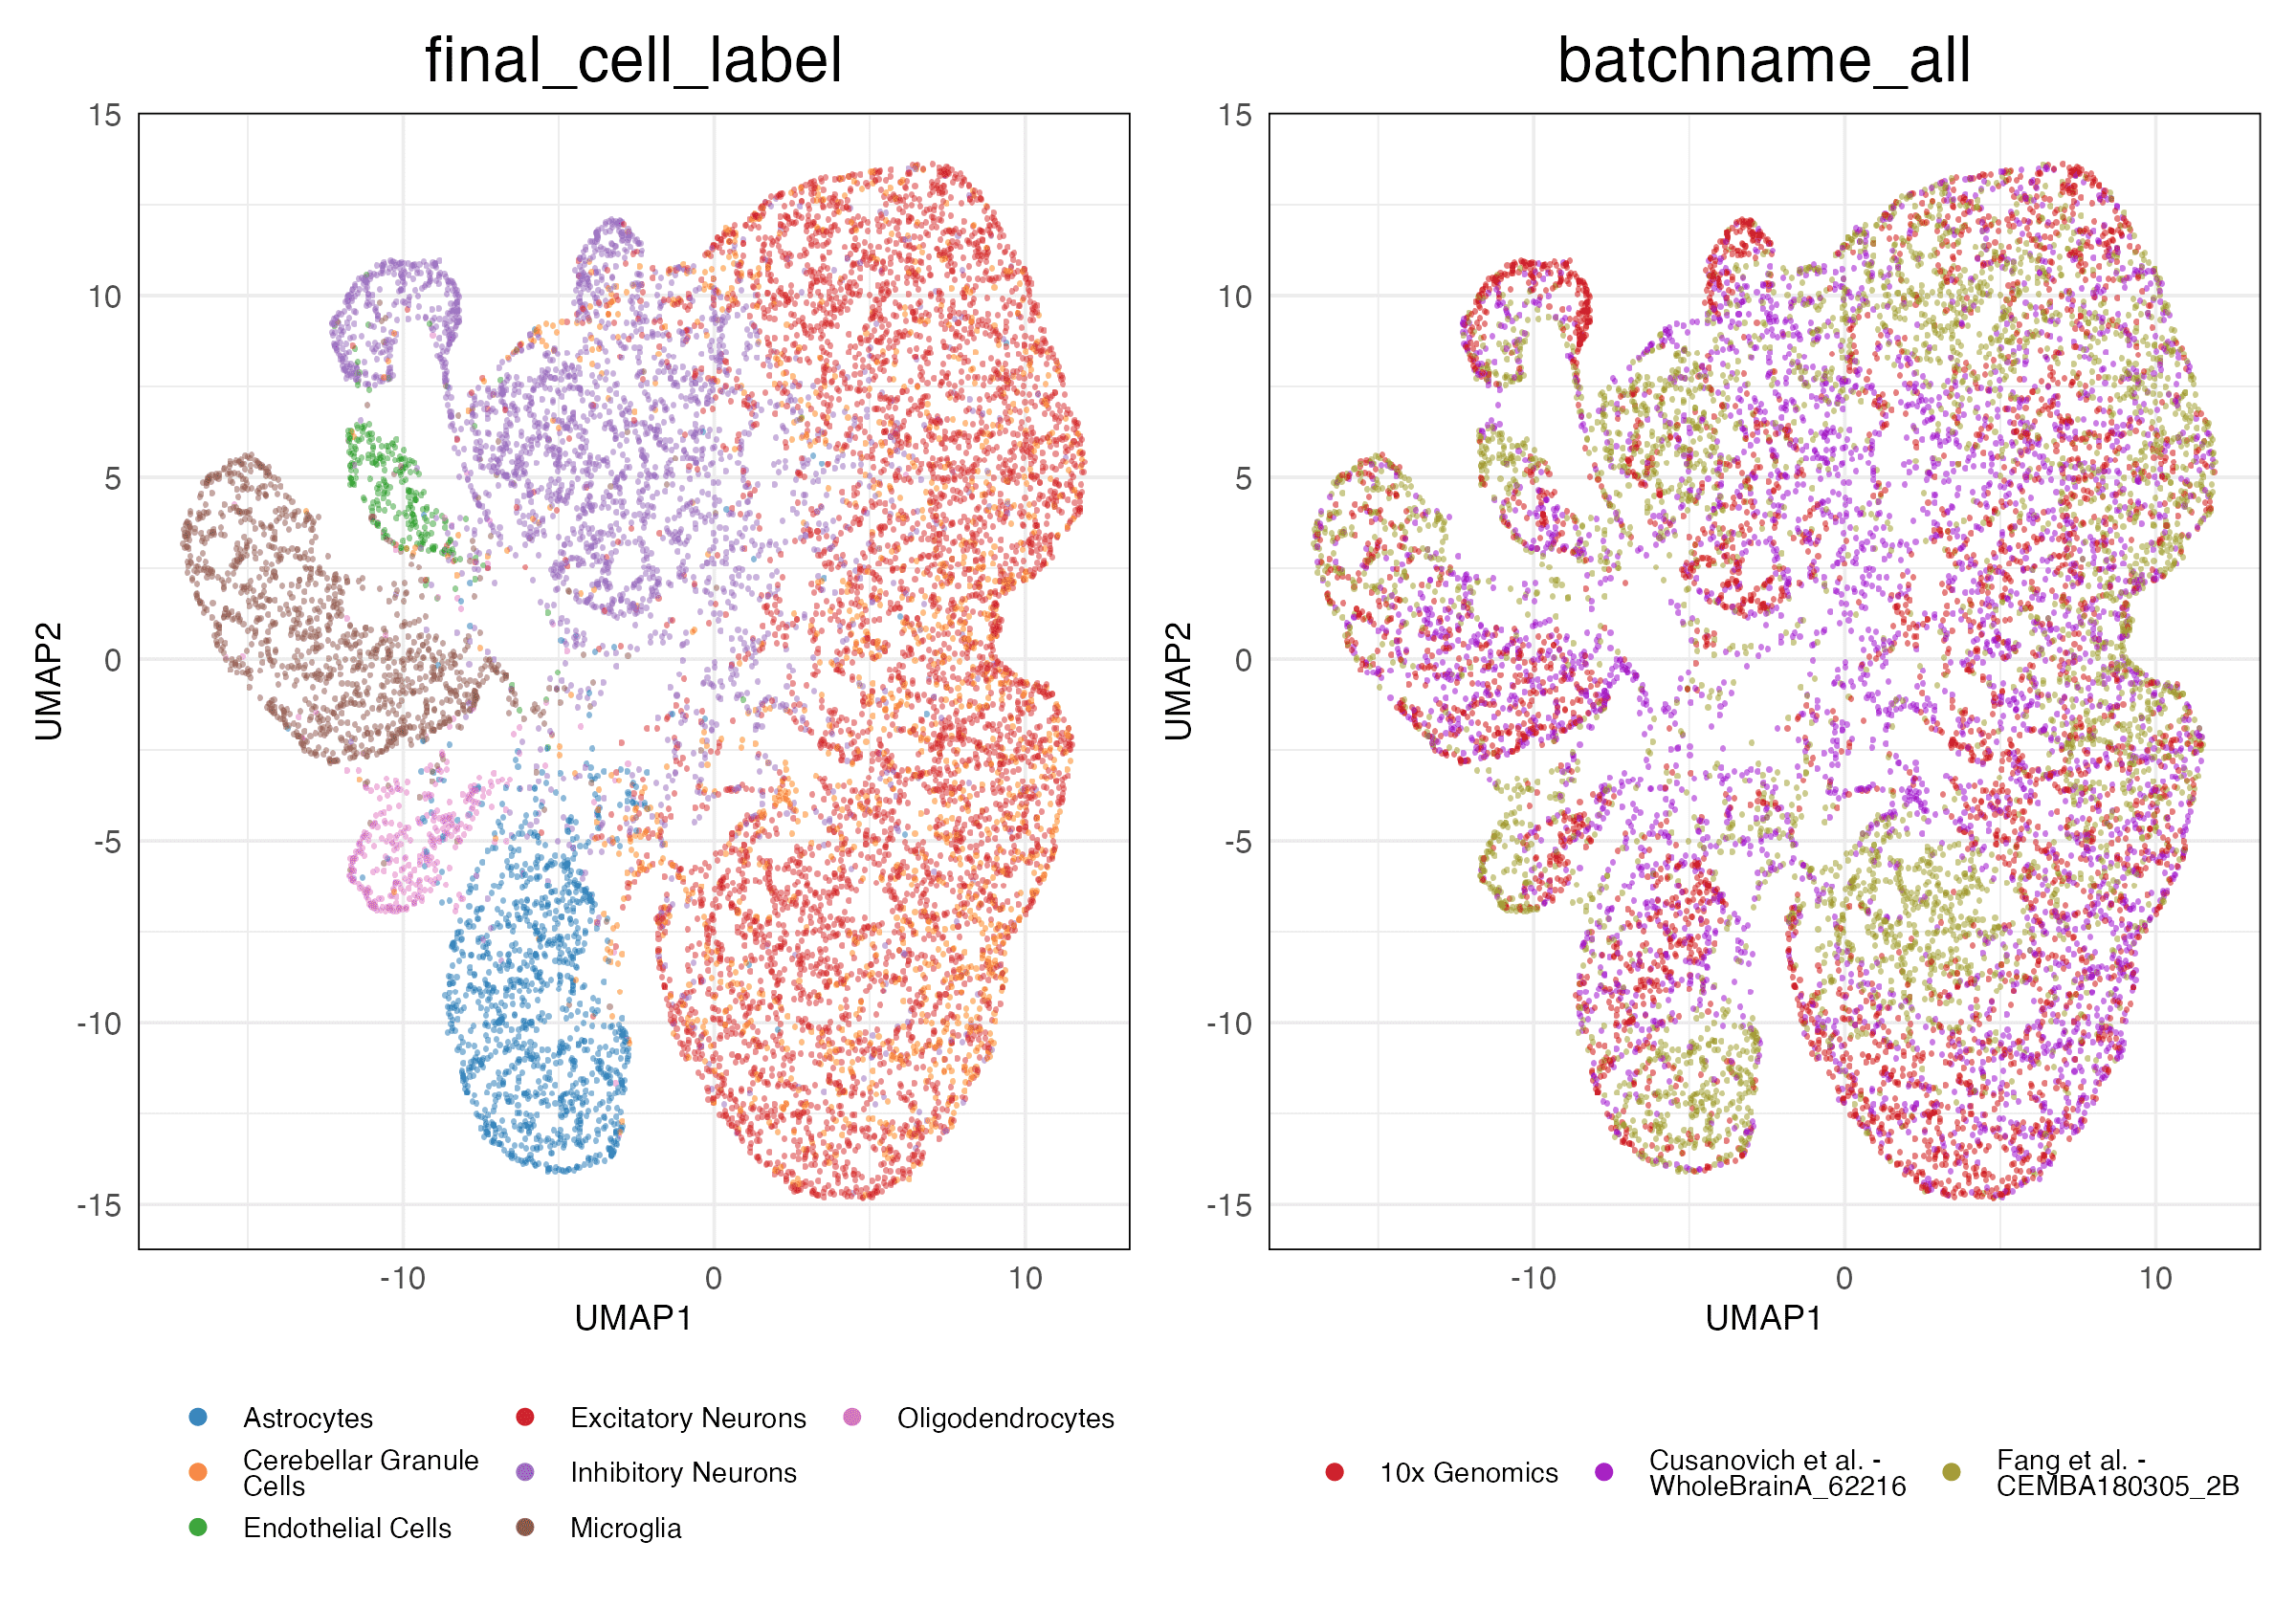 final_cell_label
batchname_all
15
10
5
0
-5
-10
-15
UMAP2
-10
0
10
UMAP1
15
10
5
0
-5
-10
-15
UMAP2
-10
0
10
UMAP1
Astrocytes
Cerebellar Granule
Cells
Endothelial Cells
Excitatory Neurons
Inhibitory Neurons
Microglia
Oligodendrocytes
10x Genomics
Cusanovich et al. -
WholeBrainA_62216
Fang et al. -
CEMBA180305_2B